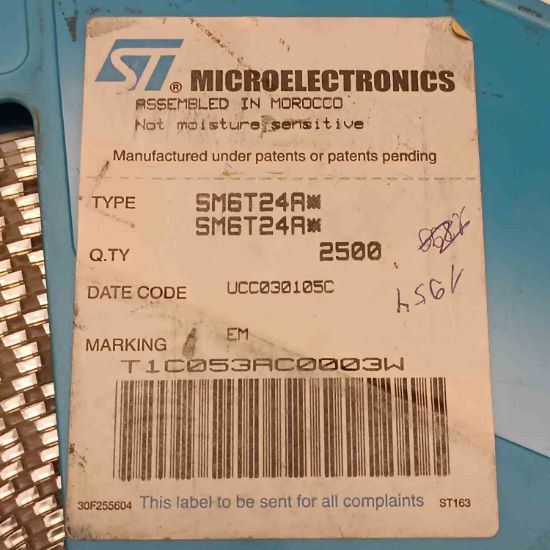 ST® MICROELECTRONICS
ASSEMBLED IN MOROCCO
Not moisture sensitive
Manufactured under patents or patents pending
TYPE SM6T24A*
SM6T24A*
Q.TY 2500
DATE CODE UCC030105C
1954
MARKING EM
T1C053AC0003W
30F255604 This label to be sent for all complaints ST163